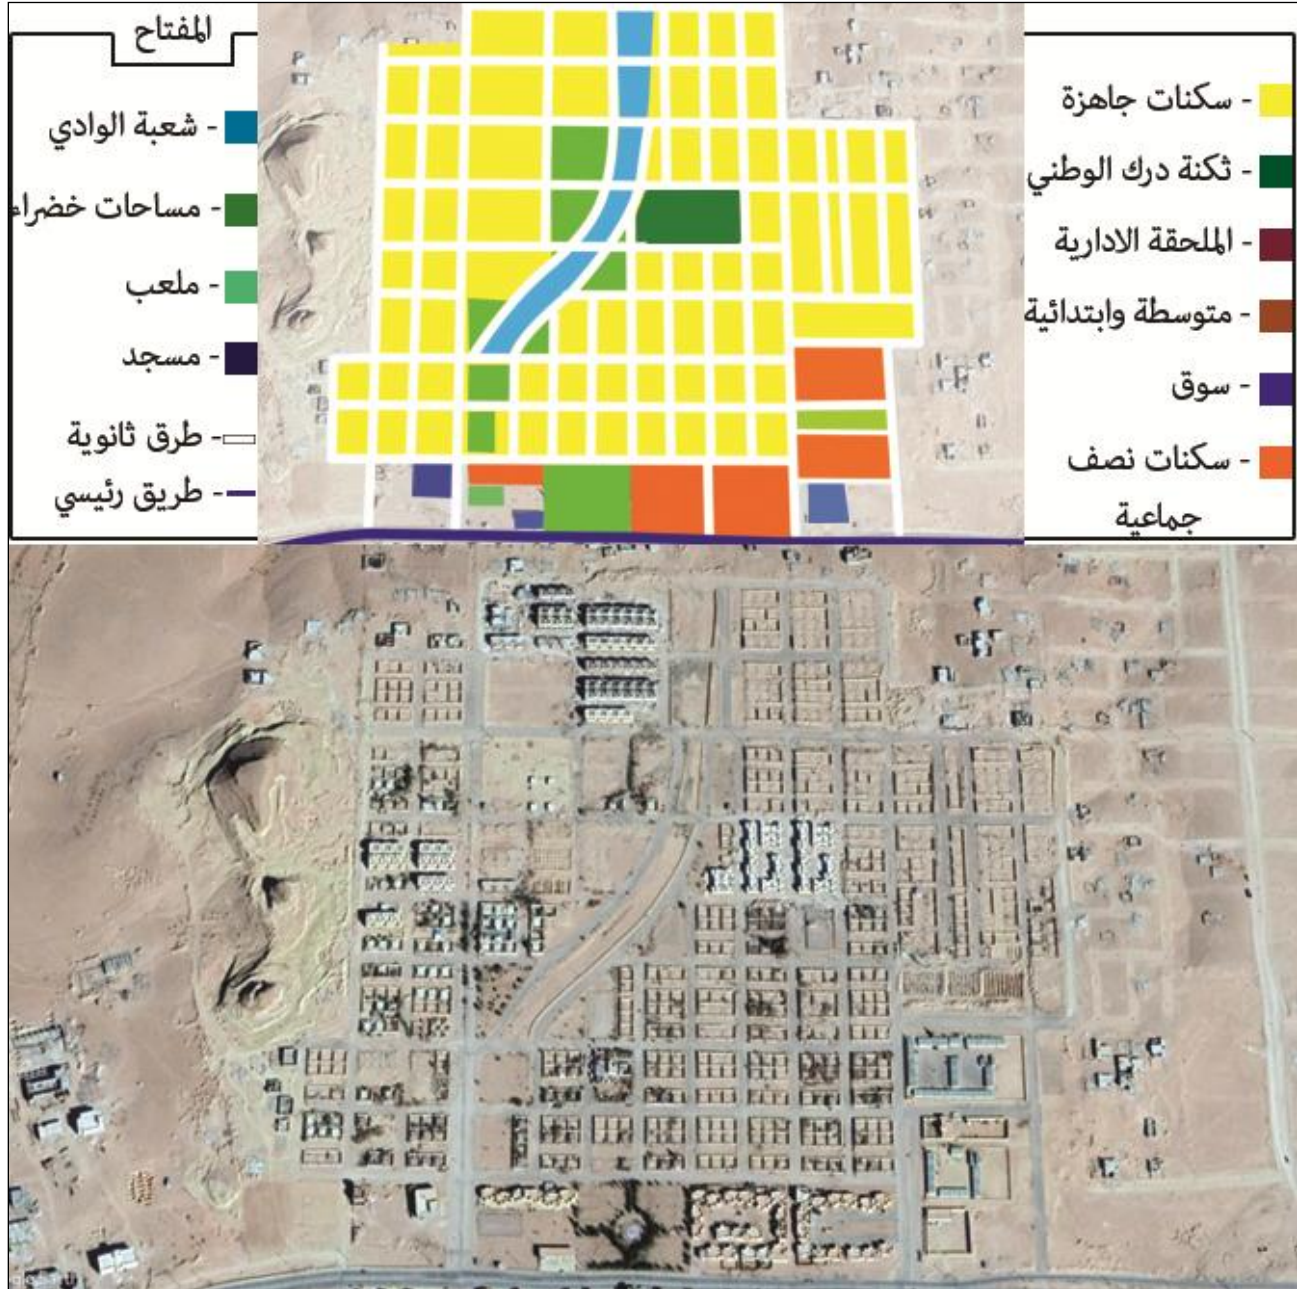 المفتاح
- سكنات جاهزة
- ثكنة درك الوطني
- الملحقة الادارية
- متوسطة وابتدائية
- سوق
- سكنات نصف
جماعية
- شعبة الوادي
- مساحات خضراء
- ملعب
- مسجد
- طرق ثانوية
- طريق رئيسي